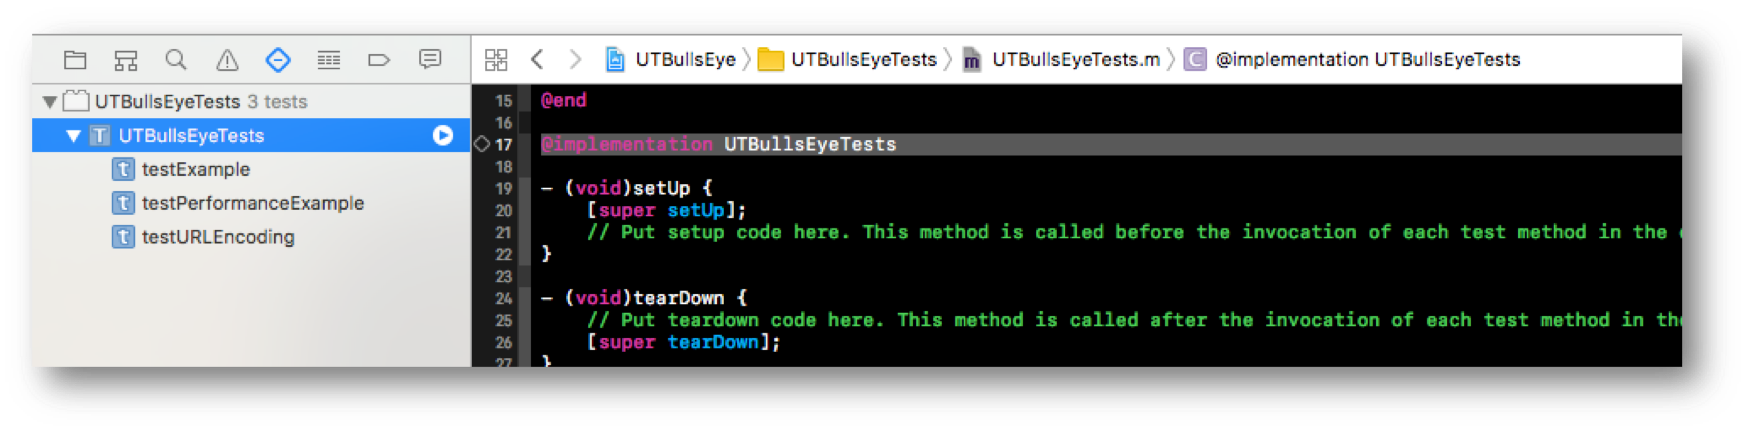 UTBullsEye UTBullsEyeTests UTBullsEyeTests.m @implementation UTBullsEyeTests
UTBullsEyeTests 3 tests
UTBullsEyeTests
testExample
testPerformanceExample
testURLEncoding
15 @end
16
17 @implementation UTBullsEyeTests
18
19 - (void)setUp {
20 [super setUp];
21 // Put setup code here. This method is called before the invocation of each test method in the
22 }
23
24 - (void)tearDown {
25 // Put teardown code here. This method is called after the invocation of each test method in the
26 [super tearDown];
27 }